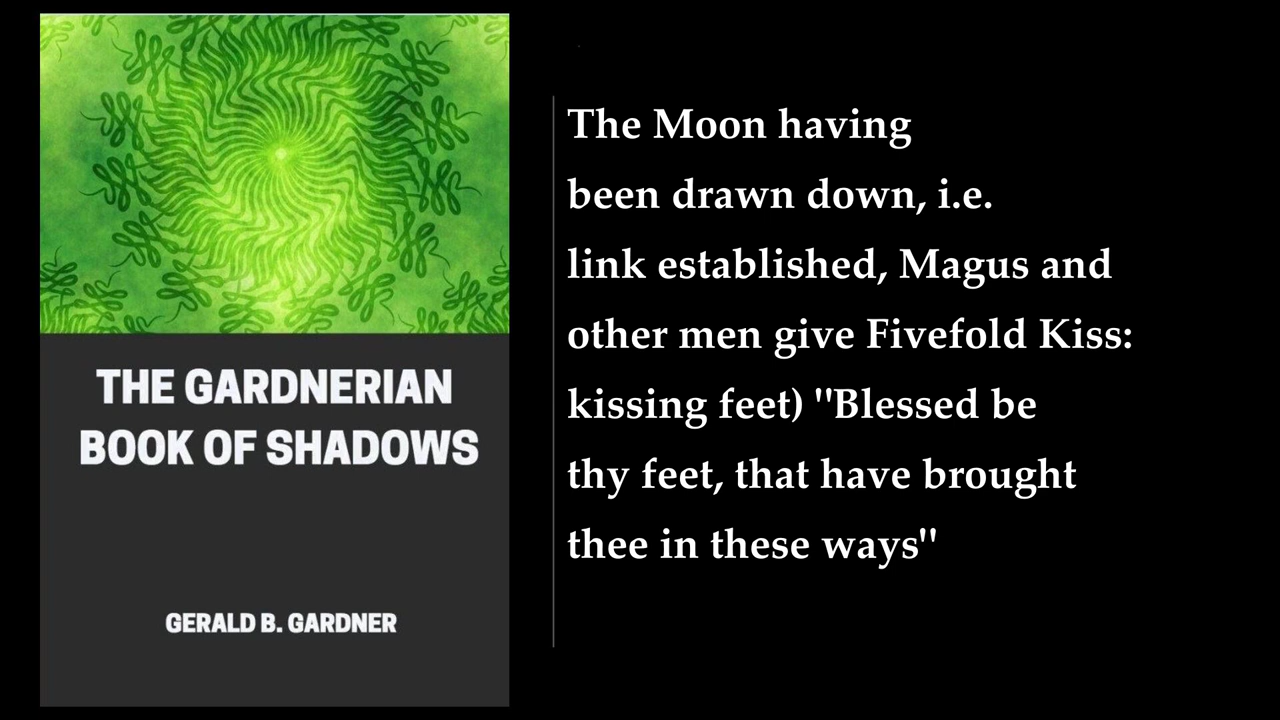 THE GARDNERIAN
BOOK OF SHADOWS
GERALD B. GARDNER
The Moon having
been drawn down, i.e.
link established, Magus and
other men give Fivefold Kiss:
kissing feet) "Blessed be
thy feet, that have brought
thee in these ways"